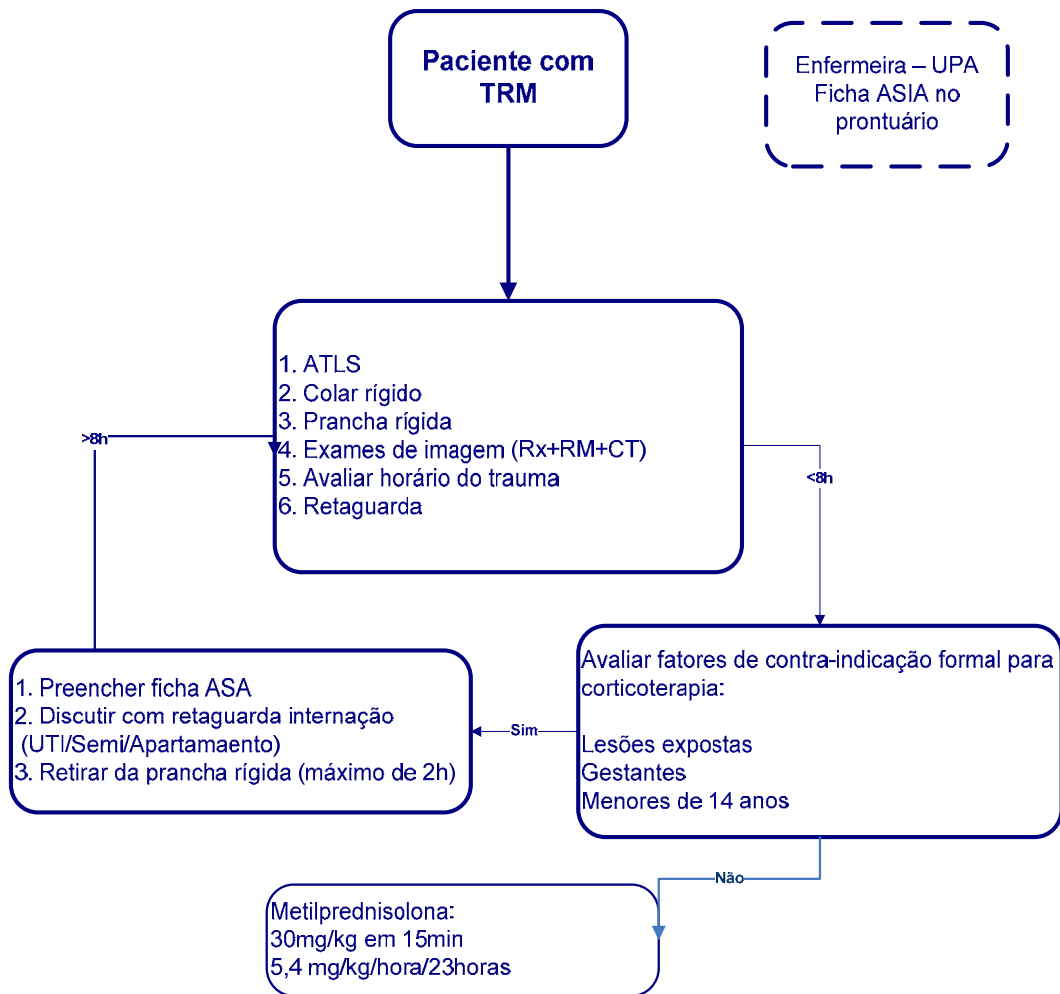 Paciente com
TRM
Enfermeira – UPA
Ficha ASIA no
prontuário
1. ATLS
2. Colar rígido
3. Prancha rígida
4. Exames de imagem (Rx+RM+CT)
5. Avaliar horário do trauma
6. Retaguarda
>8h
<8h
Avaliar fatores de contra-indicação formal para
corticoterapia:
Lesões expostas
Gestantes
Menores de 14 anos
Sim
1. Preencher ficha ASA
2. Discutir com retaguarda internação
(UTI/Semi/Apartamaento)
3. Retirar da prancha rígida (máximo de 2h)
Não
Metilprednisolona:
30mg/kg em 15min
5,4 mg/kg/hora/23horas